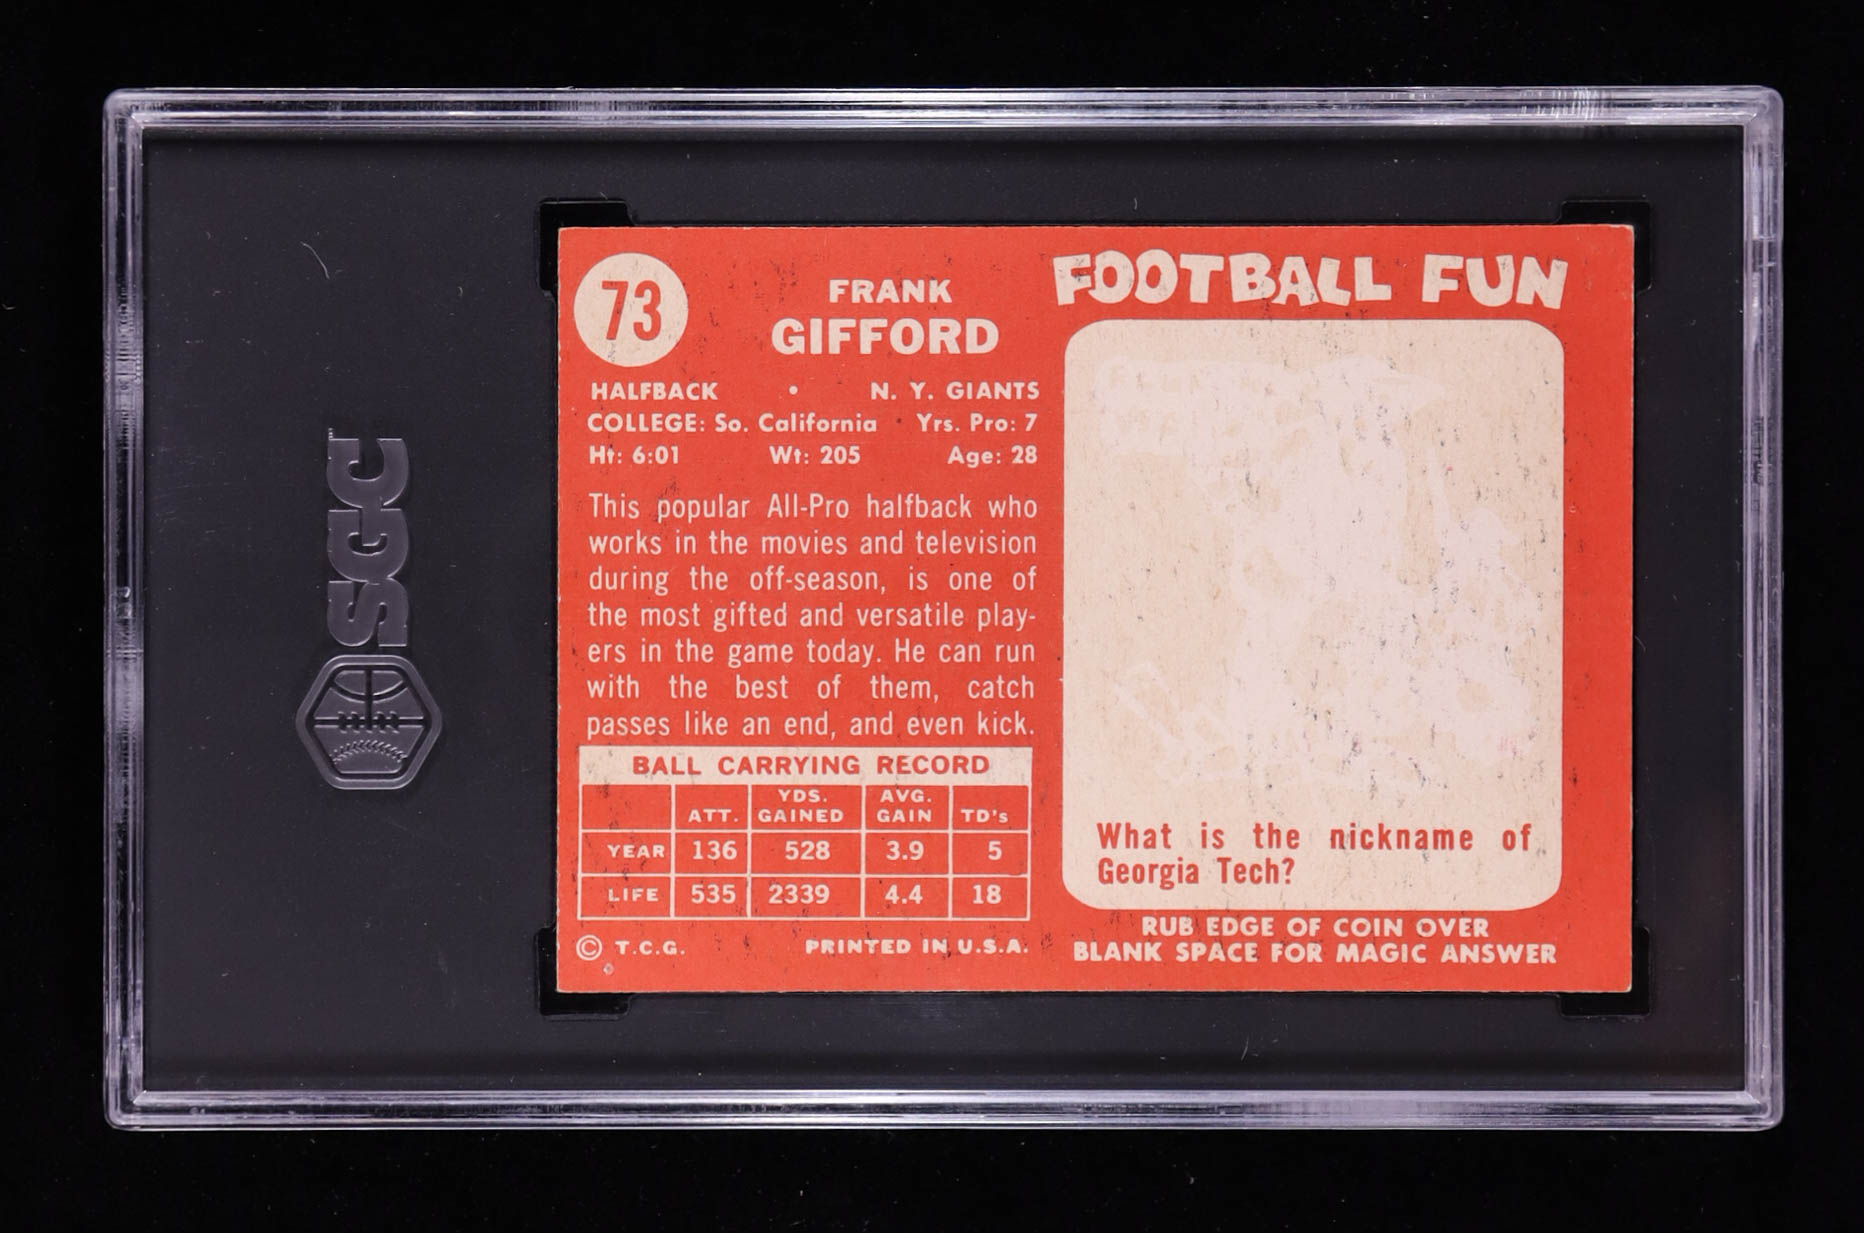 SGC
73
FRANK
GIFFORD
HALFBACK • N. Y. GIANTS
COLLEGE: So. California Yrs. Pro: 7
Ht: 6:01 Wt: 205 Age: 28
This popular All-Pro halfback who
works in the movies and television
during the off-season, is one of
the most gifted and versatile play-
ers in the game today. He can run
with the best of them, catch
passes like an end, and even kick.
BALL CARRYING RECORD
ATT. YDS. GAINED AVG. GAIN TD's
YEAR 136 528 3.9 5
LIFE 535 2339 4.4 18
© T.C.G. PRINTED IN U.S.A.
FOOTBALL FUN
What is the nickname of
Georgia Tech?
RUB EDGE OF COIN OVER
BLANK SPACE FOR MAGIC ANSWER